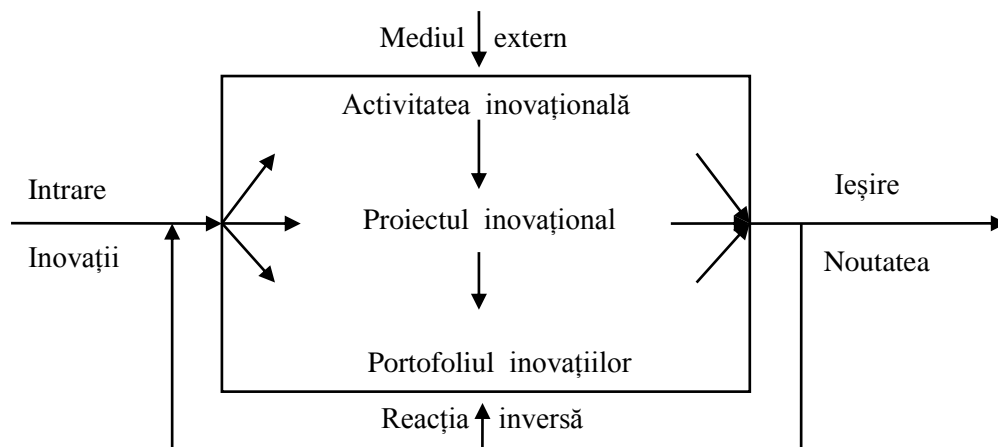 Mediul extern
Activitatea inovațională
Intrare
Ieșire
Proiectul inovațional
Inovații
Noutatea
Portofoliul inovațiilor
Reacția inversă